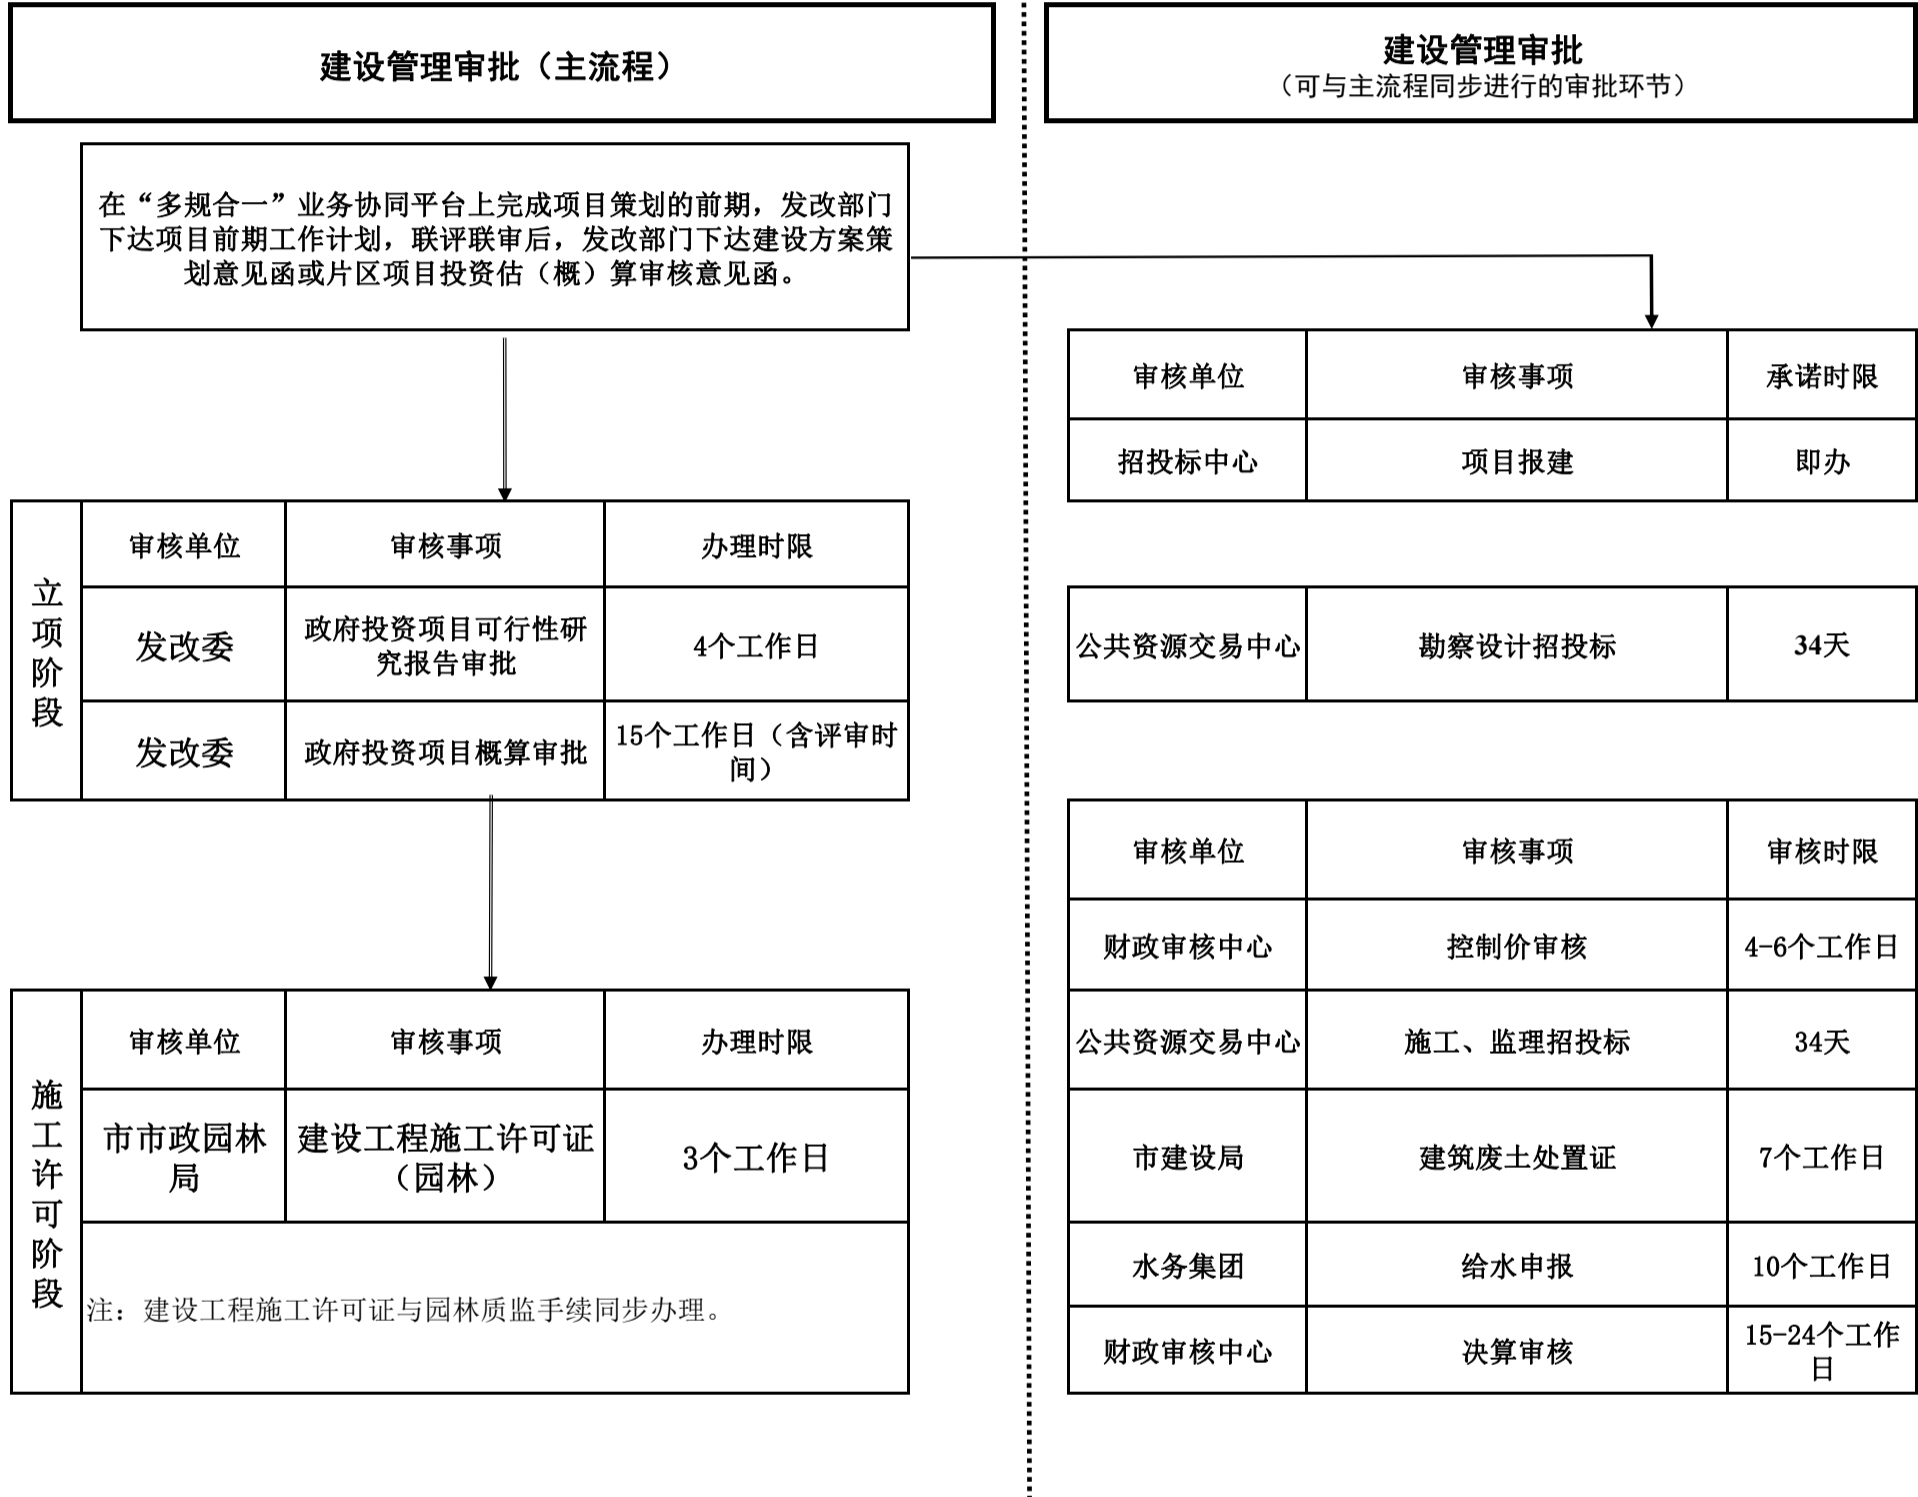 建设管理审批（主流程）
在“多规合一”业务协同平台上完成项目策划的前期，发改部门
下达项目前期工作计划，联评联审后，发改部门下达建设方案策
划意见函或片区项目投资估（概）算审核意见函。
立项阶段
审核单位 审核事项 办理时限
发改委 政府投资项目可行性研
究报告审批 4个工作日
发改委 政府投资项目概算审批 15个工作日（含评审时
间）
施工许可阶段
审核单位 审核事项 办理时限
市市政园林
局 建设工程施工许可证
（园林） 3个工作日
注：建设工程施工许可证与园林质监手续同步办理。
建设管理审批
（可与主流程同步进行的审批环节）
审核单位 审核事项 承诺时限
招投标中心 项目报建 即办
公共资源交易中心 勘察设计招投标 34天
审核单位 审核事项 审核时限
财政审核中心 控制价审核 4-6个工作日
公共资源交易中心 施工、监理招投标 34天
市建设局 建筑废土处置证 7个工作日
水务集团 给水申报 10个工作日
财政审核中心 决算审核 15-24个工作
日